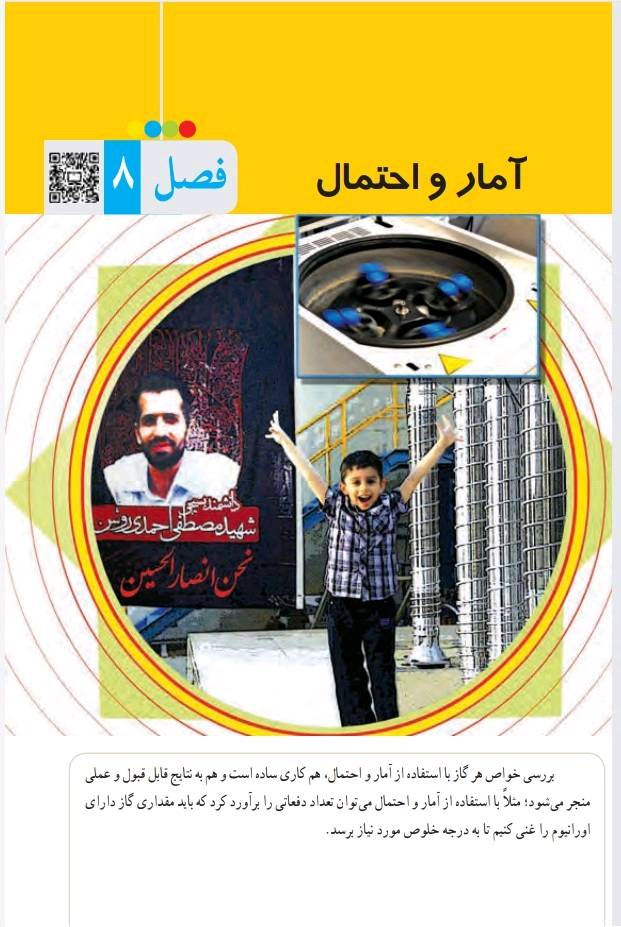 فصل ۸
آمار و احتمال
دانشمند بسیجی
شهید مصطفی احمدی روشن
نحن انصار الحسین
بررسی خواص هر گاز با استفاده از آمار و احتمال، هم کاری ساده است و هم به نتایج قابل قبول و عملی
منجر می‌شود؛ مثلاً با استفاده از آمار و احتمال می‌توان تعداد دفعاتی را برآورد کرد که باید مقداری گاز دارای
اورانیوم را غنی کنیم تا به درجه خلوص مورد نیاز برسد.